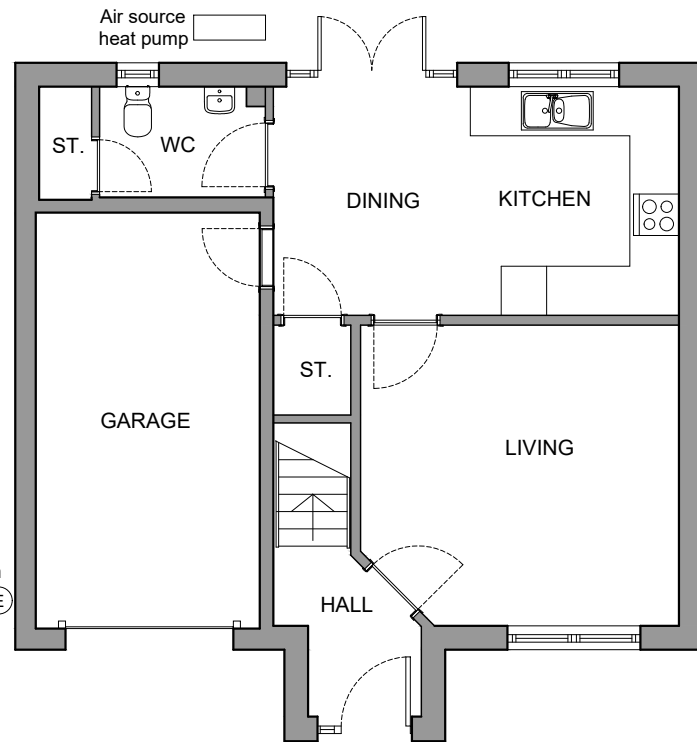 Air source
heat pump
ST.
WC
DINING
KITCHEN
ST.
GARAGE
LIVING
HALL